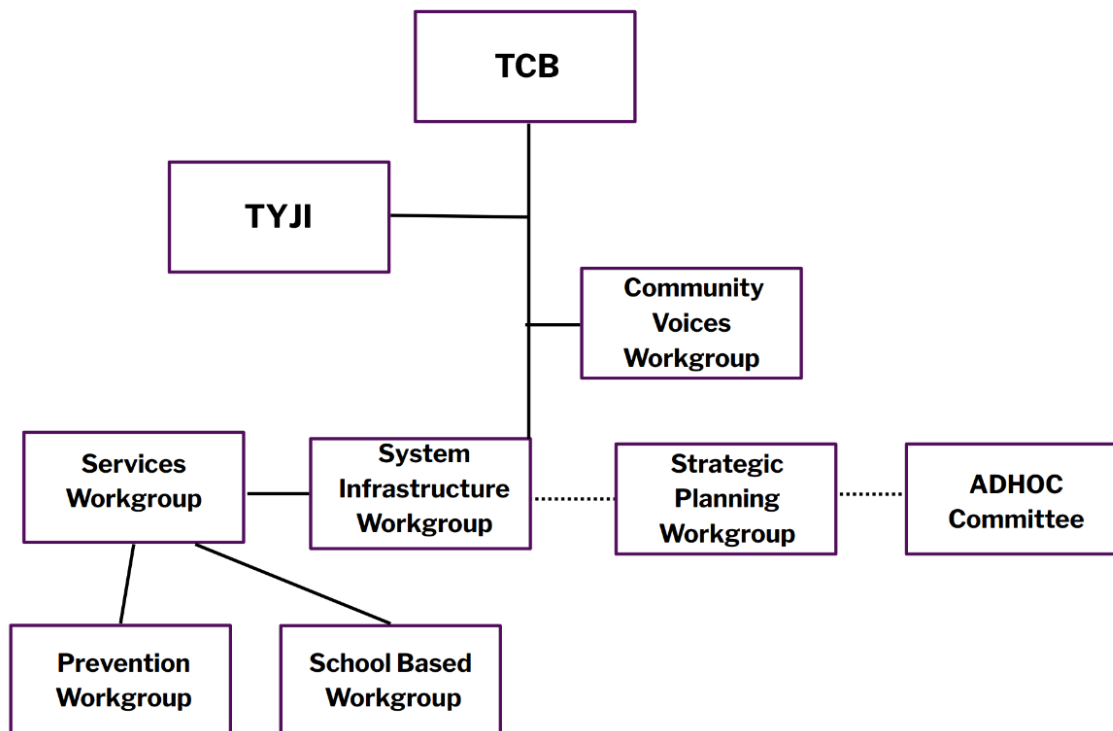 TCB
TYJI
Community
Voices
Workgroup
Services
Workgroup
System
Infrastructure
Workgroup
Strategic
Planning
Workgroup
ADHOC
Committee
Prevention
Workgroup
School Based
Workgroup